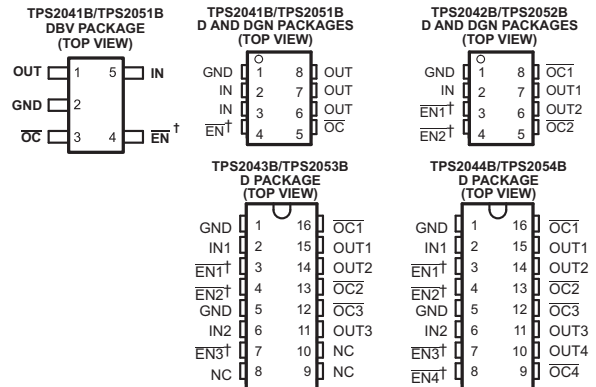 TPS2041B/TPS2051B
DBV PACKAGE
(TOP VIEW)
OUT 1 5 IN
GND 2
OC 3 4 EN†
TPS2041B/TPS2051B
D AND DGN PACKAGES
(TOP VIEW)
GND 1 8 OUT
IN 2 7 OUT
IN 3 6 OUT
EN† 4 5 OC
TPS2042B/TPS2052B
D AND DGN PACKAGES
(TOP VIEW)
GND 1 8 OC1
IN 2 7 OUT1
EN1† 3 6 OUT2
EN2† 4 5 OC2
TPS2043B/TPS2053B
D PACKAGE
(TOP VIEW)
GND 1 16 OC1
IN1 2 15 OUT1
EN1† 3 14 OUT2
EN2† 4 13 OC2
GND 5 12 OC3
IN2 6 11 OUT3
EN3† 7 10 NC
NC 8 9 NC
TPS2044B/TPS2054B
D PACKAGE
(TOP VIEW)
GND 1 16 OC1
IN1 2 15 OUT1
EN1† 3 14 OUT2
EN2† 4 13 OC2
GND 5 12 OC3
IN2 6 11 OUT3
EN3† 7 10 OUT4
EN4† 8 9 OC4